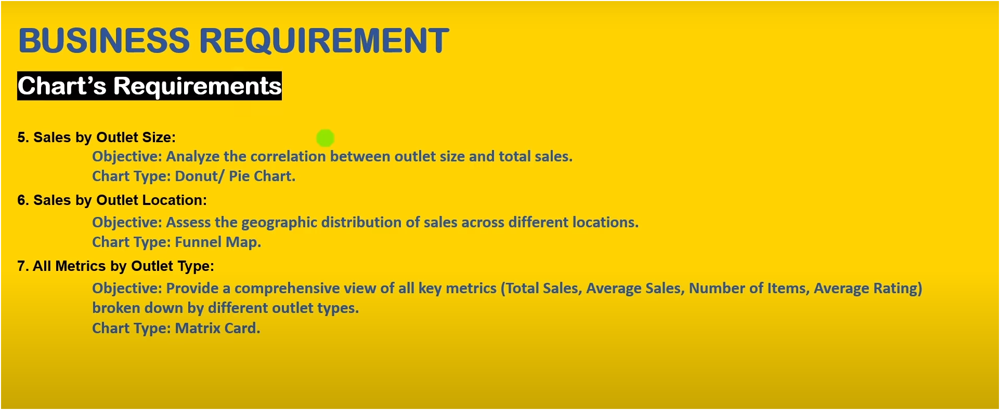 BUSINESS REQUIREMENT
Chart’s Requirements
5. Sales by Outlet Size:
Objective: Analyze the correlation between outlet size and total sales.
Chart Type: Donut/ Pie Chart.
6. Sales by Outlet Location:
Objective: Assess the geographic distribution of sales across different locations.
Chart Type: Funnel Map.
7. All Metrics by Outlet Type:
Objective: Provide a comprehensive view of all key metrics (Total Sales, Average Sales, Number of Items, Average Rating)
broken down by different outlet types.
Chart Type: Matrix Card.